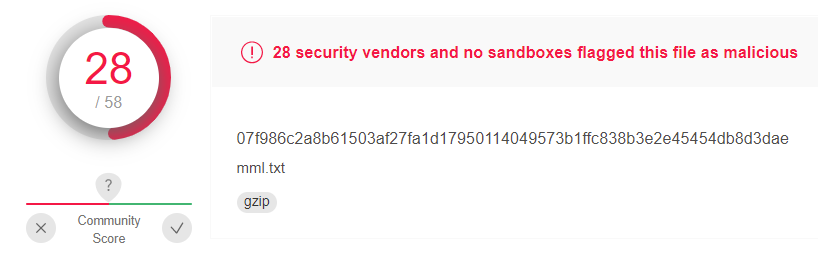 28
/ 58
?
Community
Score
28 security vendors and no sandboxes flagged this file as malicious
07f986c2a8b61503af27fa1d17950114049573b1ffc838b3e2e45454db8d3dae
mml.txt
gzip